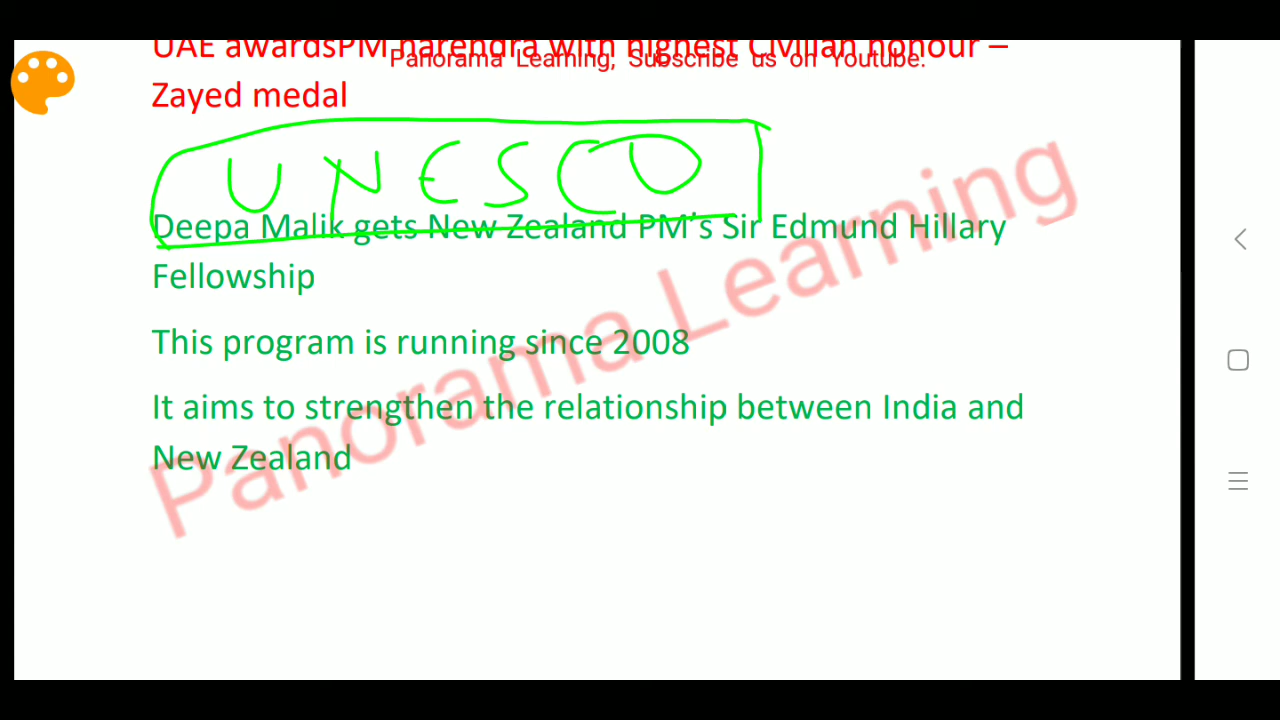 UAE awardsPM narendra with highest Civilian honour –
Panorama Learning, Subscribe us on Youtube.
Zayed medal
UNESCO
Deepa Malik gets New Zealand PM’s Sir Edmund Hillary
Fellowship
This program is running since 2008
It aims to strengthen the relationship between India and
New Zealand
Panorama Learning